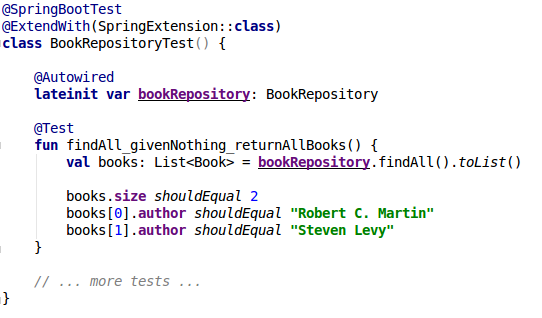 @SpringBootTest
@ExtendWith(SpringExtension::class)
class BookRepositoryTest() {
@Autowired
lateinit var bookRepository: BookRepository
@Test
fun findAll_givenNothing_returnAllBooks() {
val books: List<Book> = bookRepository.findAll().toList()
books.size shouldEqual 2
books[0].author shouldEqual "Robert C. Martin"
books[1].author shouldEqual "Steven Levy"
}
// ... more tests ...
}